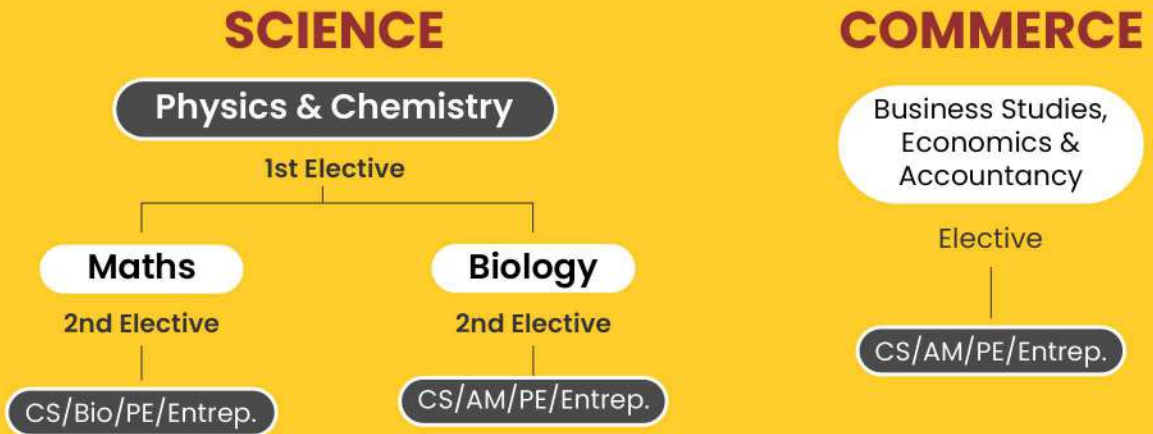 SCIENCE
Physics & Chemistry
1st Elective
Maths
Biology
2nd Elective
2nd Elective
CS/Bio/PE/Entrep.
CS/AM/PE/Entrep.
COMMERCE
Business Studies,
Economics &
Accountancy
Elective
CS/AM/PE/Entrep.